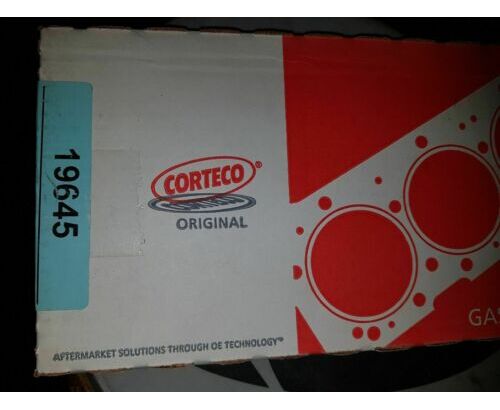 19645
CORTECO®
ORIGINAL
GA
AFTERMARKET SOLUTIONS THROUGH OE TECHNOLOGY®